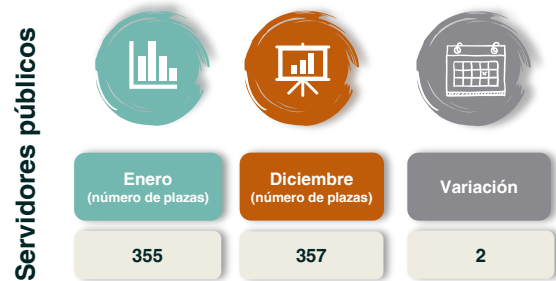 Servidores públicos
Enero
(número de plazas)
Diciembre
(número de plazas)
Variación
355
357
2